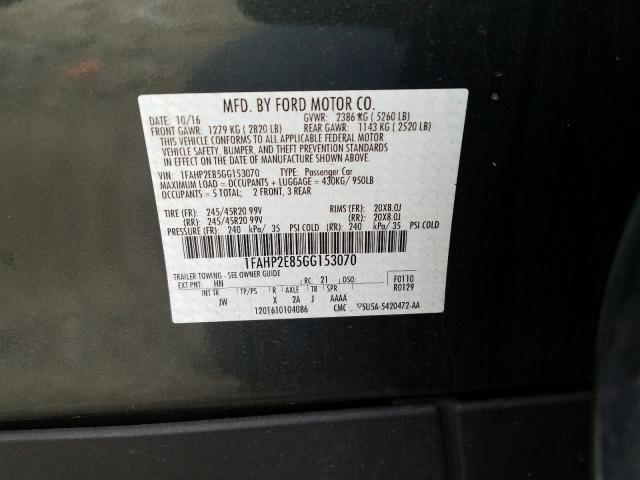 MFD. BY FORD MOTOR CO.
DATE: 10/16 GVWR: 2386 KG ( 5260 LB)
FRONT GAWR: 1279 KG ( 2820 LB) REAR GAWR: 1143 KG ( 2520 LB)
THIS VEHICLE CONFORMS TO ALL APPLICABLE FEDERAL MOTOR
VEHICLE SAFETY, BUMPER, AND THEFT PREVENTION STANDARDS
IN EFFECT ON THE DATE OF MANUFACTURE SHOWN ABOVE.
VIN: 1FAHP2E85GG153070 TYPE: Passenger Car
MAXIMUM LOAD = OCCUPANTS + LUGGAGE = 430KG/ 950LB
OCCUPANTS = 5 TOTAL; 2 FRONT, 3 REAR
TIRE (FR): 245/45R20 99V RIMS (FR): 20X8.0J
(RR): 245/45R20 99V (RR): 20X8.0J
PRESSURE (FR): 240 kPa/ 35 PSI COLD (RR): 240 kPa/ 35 PSI COLD
1FAHP2E85GG153070
TRAILER TOWING - SEE OWNER GUIDE
EXT PNT: HN RC: 21 DSO: F0110
INT TR TP/PS R AXLE TR SPR R0129
JW X 2A J AAAA
1201610104086 CMC V5U5A-5420472-AA